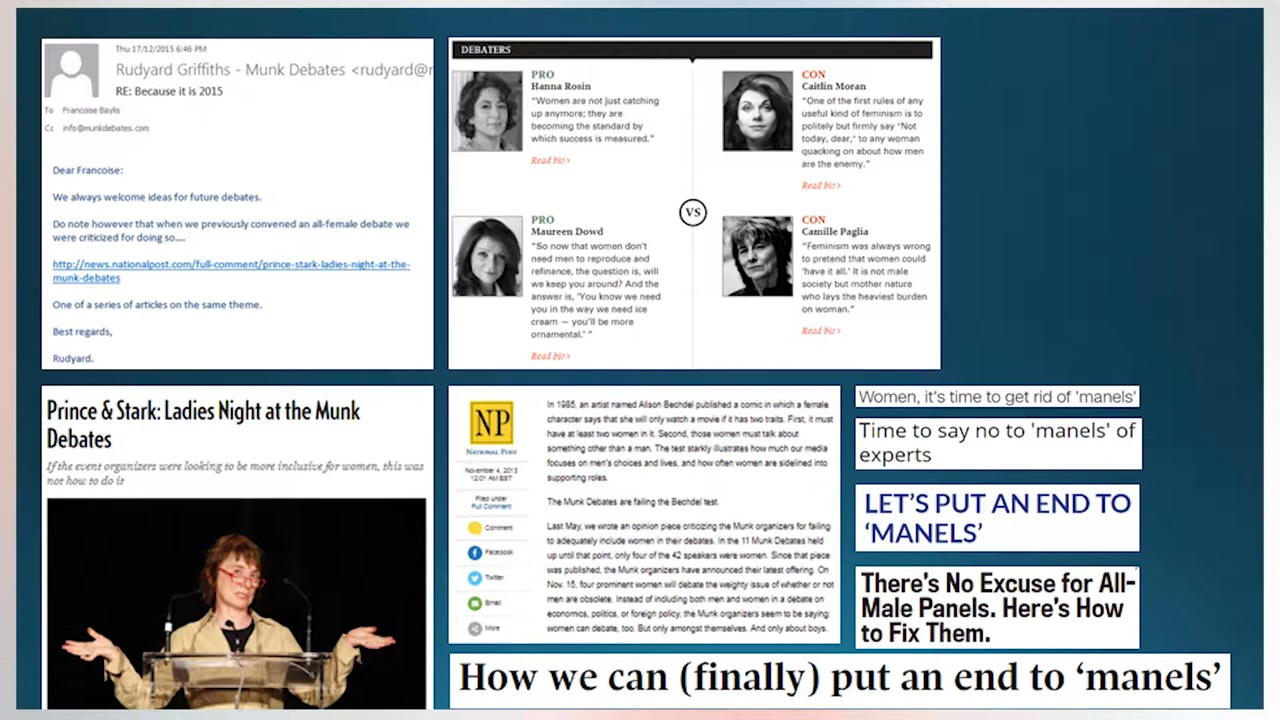 Thu 17/12/2015 6:46 PM
Rudyard Griffiths - Munk Debates <rudyard@r
RE: Because it is 2015
To Francoise Baylis
Cc info@munkdebates.com
Dear Francoise:
We always welcome ideas for future debates.
Do note however that when we previously convened an all-female debate we
were criticized for doing so....
http://news.nationalpost.com/full-comment/prince-stark-ladies-night-at-the-
munk-debates
One of a series of articles on the same theme.
Best regards,
Rudyard.
DEBATERS
PRO
Hanna Rosin
“Women are not just catching
up anymore; they are
becoming the standard by
which success is measured.”
Read bio >
CON
Caitlin Moran
“One of the first rules of any
useful kind of feminism is to
politely but firmly say ‘Not
today, dear,’ to any woman
quacking on about how men
are the enemy.”
Read bio >
VS
PRO
Maureen Dowd
“So now that women don’t
need men to reproduce and
refinance, the question is, will
we keep you around? And the
answer is, ‘You know we need
you in the way we need ice
cream — you’ll be more
ornamental.’ ”
Read bio >
CON
Camille Paglia
“Feminism was always wrong
to pretend that women could
‘have it all.’ It is not male
society but mother nature
who lays the heaviest burden
on woman.”
Read bio >
Prince & Stark: Ladies Night at the Munk
Debates
If the event organizers were looking to be more inclusive for women, this was
not how to do it
NP
NATIONAL POST
November 4, 2013
12:01 AM EST
Filed under
Full Comment
Comment
Facebook
Twitter
Email
More
In 1985, an artist named Alison Bechdel published a comic in which a female
character says that she will only watch a movie if it has two traits. First, it must
have at least two women in it. Second, those women must talk about
something other than a man. The test starkly illustrates how much our media
focuses on men's choices and lives, and how often women are sidelined into
supporting roles.
The Munk Debates are failing the Bechdel test.
Last May, we wrote an opinion piece criticizing the Munk organizers for failing
to adequately include women in their debates. In the 11 Munk Debates held
up until that point, only four of the 42 speakers were women. Since that piece
was published, the Munk organizers have announced their latest offering. On
Nov. 15, four prominent women will debate the weighty issue of whether or not
men are obsolete. Instead of including both men and women in a debate on
economics, politics, or foreign policy, the Munk organizers seem to be saying:
women can debate, too. But only amongst themselves. And only about boys.
Women, it's time to get rid of 'manels'
Time to say no to 'manels' of
experts
LET’S PUT AN END TO
‘MANELS’
There's No Excuse for All-
Male Panels. Here's How
to Fix Them.
How we can (finally) put an end to ‘manels’